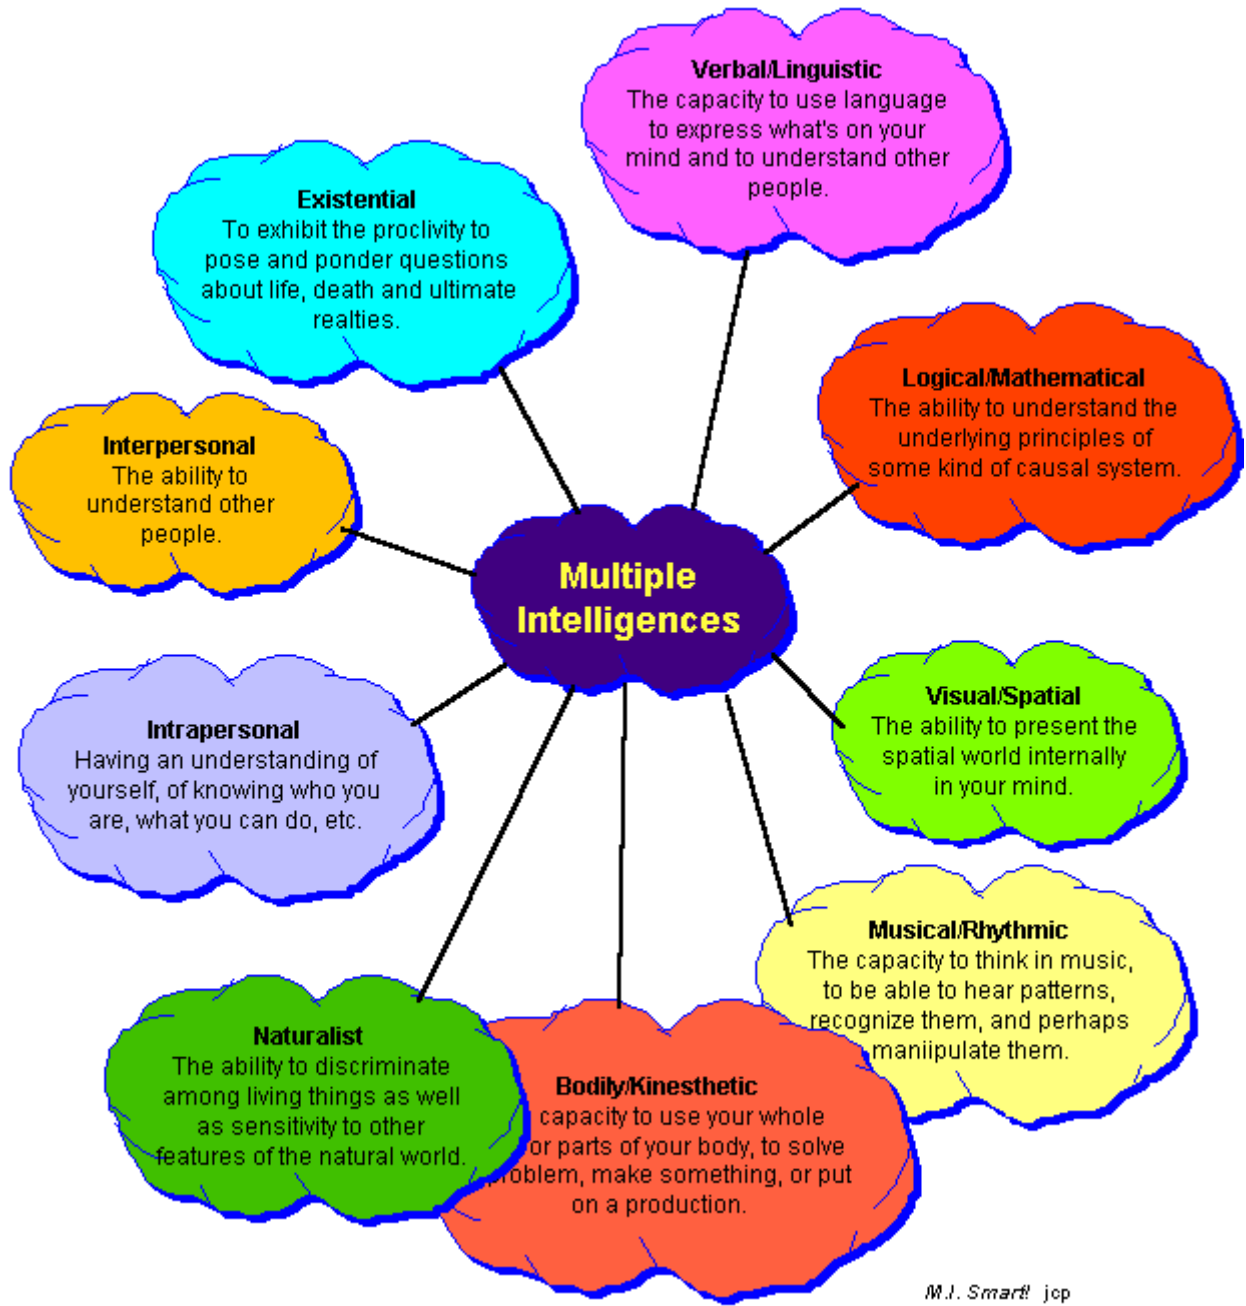 Verbal/Linguistic
The capacity to use language
to express what's on your
mind and to understand other
people.
Existential
To exhibit the proclivity to
pose and ponder questions
about life, death and ultimate
realties.
Logical/Mathematical
The ability to understand the
underlying principles of
some kind of causal system.
Interpersonal
The ability to
understand other
people.
Multiple
Intelligences
Visual/Spatial
The ability to present the
spatial world internally
in your mind.
Intrapersonal
Having an understanding of
yourself, of knowing who you
are, what you can do, etc.
Musical/Rhythmic
The capacity to think in music,
to be able to hear patterns,
recognize them, and perhaps
maniipulate them.
Naturalist
The ability to discriminate
among living things as well
as sensitivity to other
features of the natural world.
Bodily/Kinesthetic
capacity to use your whole
or parts of your body, to solve
roblem, make something, or put
on a production.
M.I. Smart! jcp